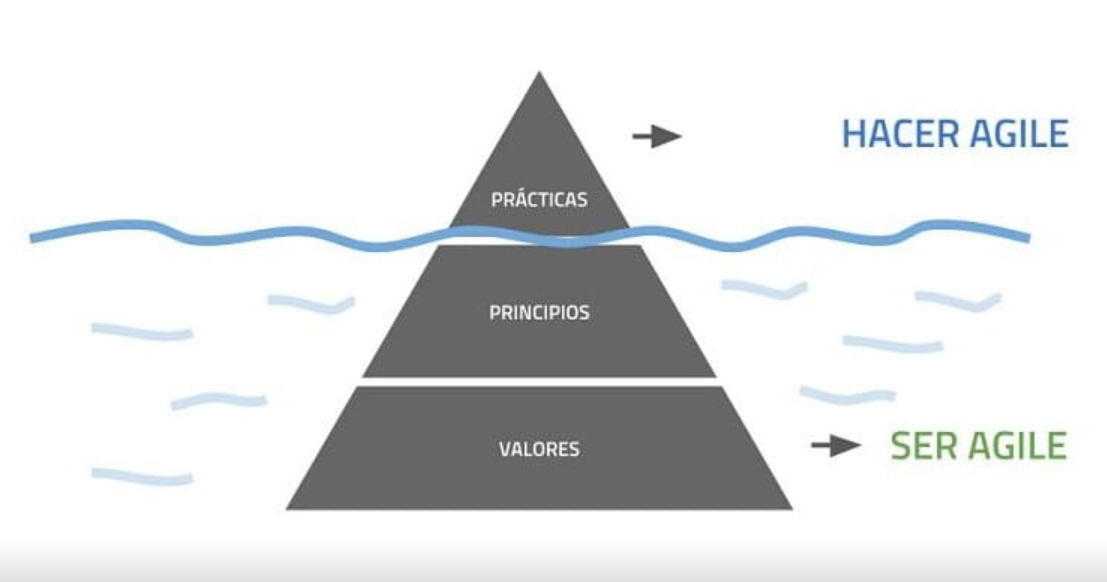 HACER AGILE
PRÁCTICAS
PRINCIPIOS
VALORES
SER AGILE